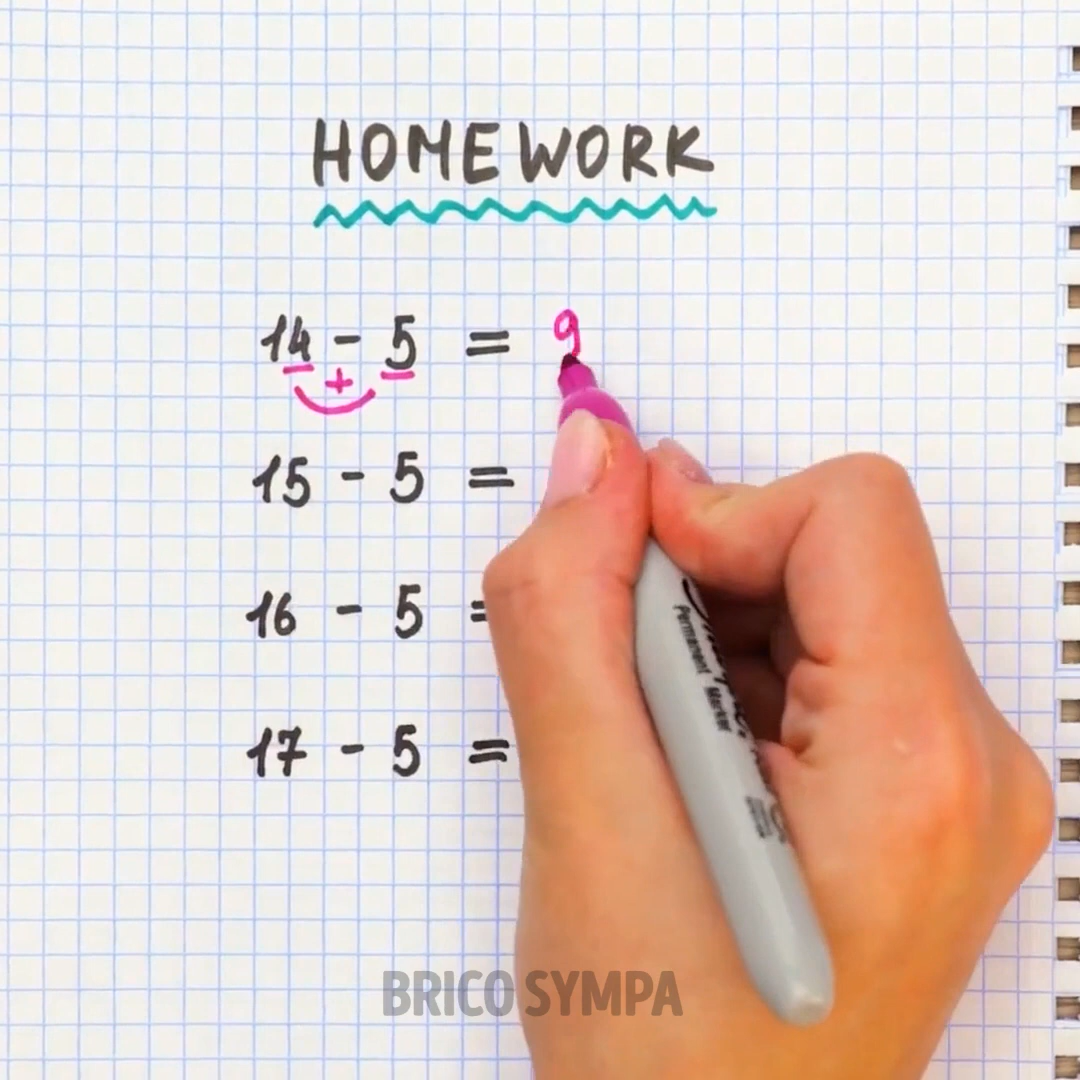 HOMEWORK
14 - 5 = 9
+
15 - 5 =
16 - 5 =
17 - 5 =
Permanent Marker
BRICO SYMPA